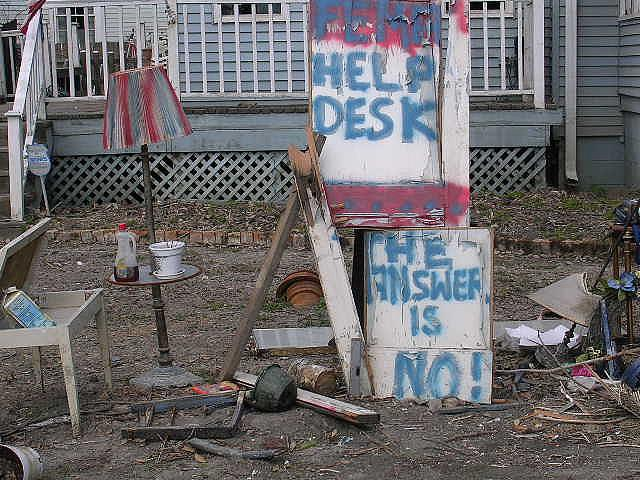 FEMA
HELP
DESK
THE
ANSWER
IS
NO!